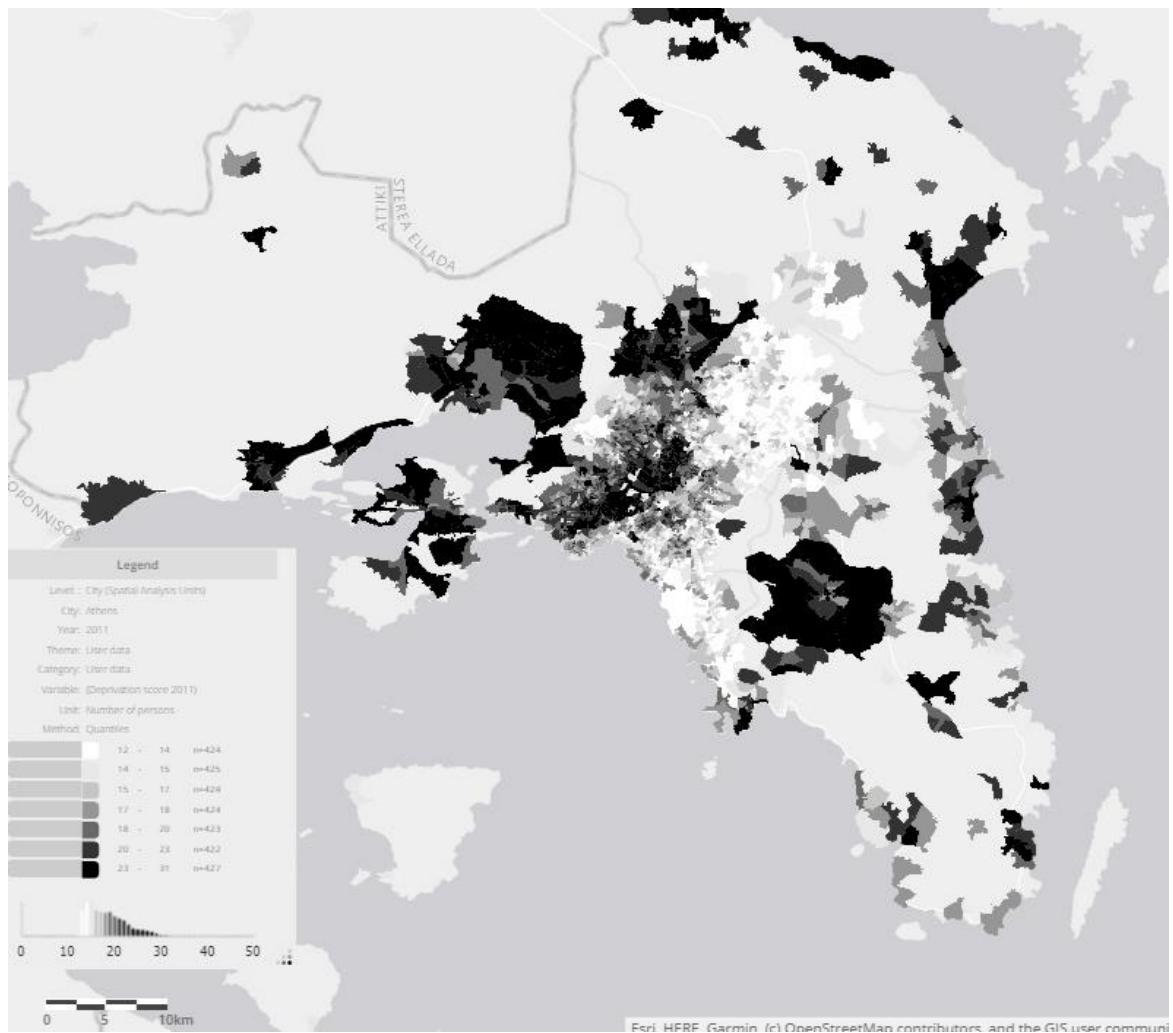 ATTIKI
STEREA ELLADA
OPONNISOS
Legend
Level : City (Spatial Analysis Units)
City: Athens
Year: 2011
Theme: User data
Category: User data
Variable: (Deprivation score 2011)
Unit: Number of persons
Method: Quantiles
12 - 14 n=424
14 - 15 n=425
15 - 17 n=424
17 - 18 n=424
18 - 20 n=423
20 - 23 n=422
23 - 31 n=427
0 10 20 30 40 50
0 5 10km
Esri, HERE, Garmin, (c) OpenStreetMap contributors, and the GIS user communi